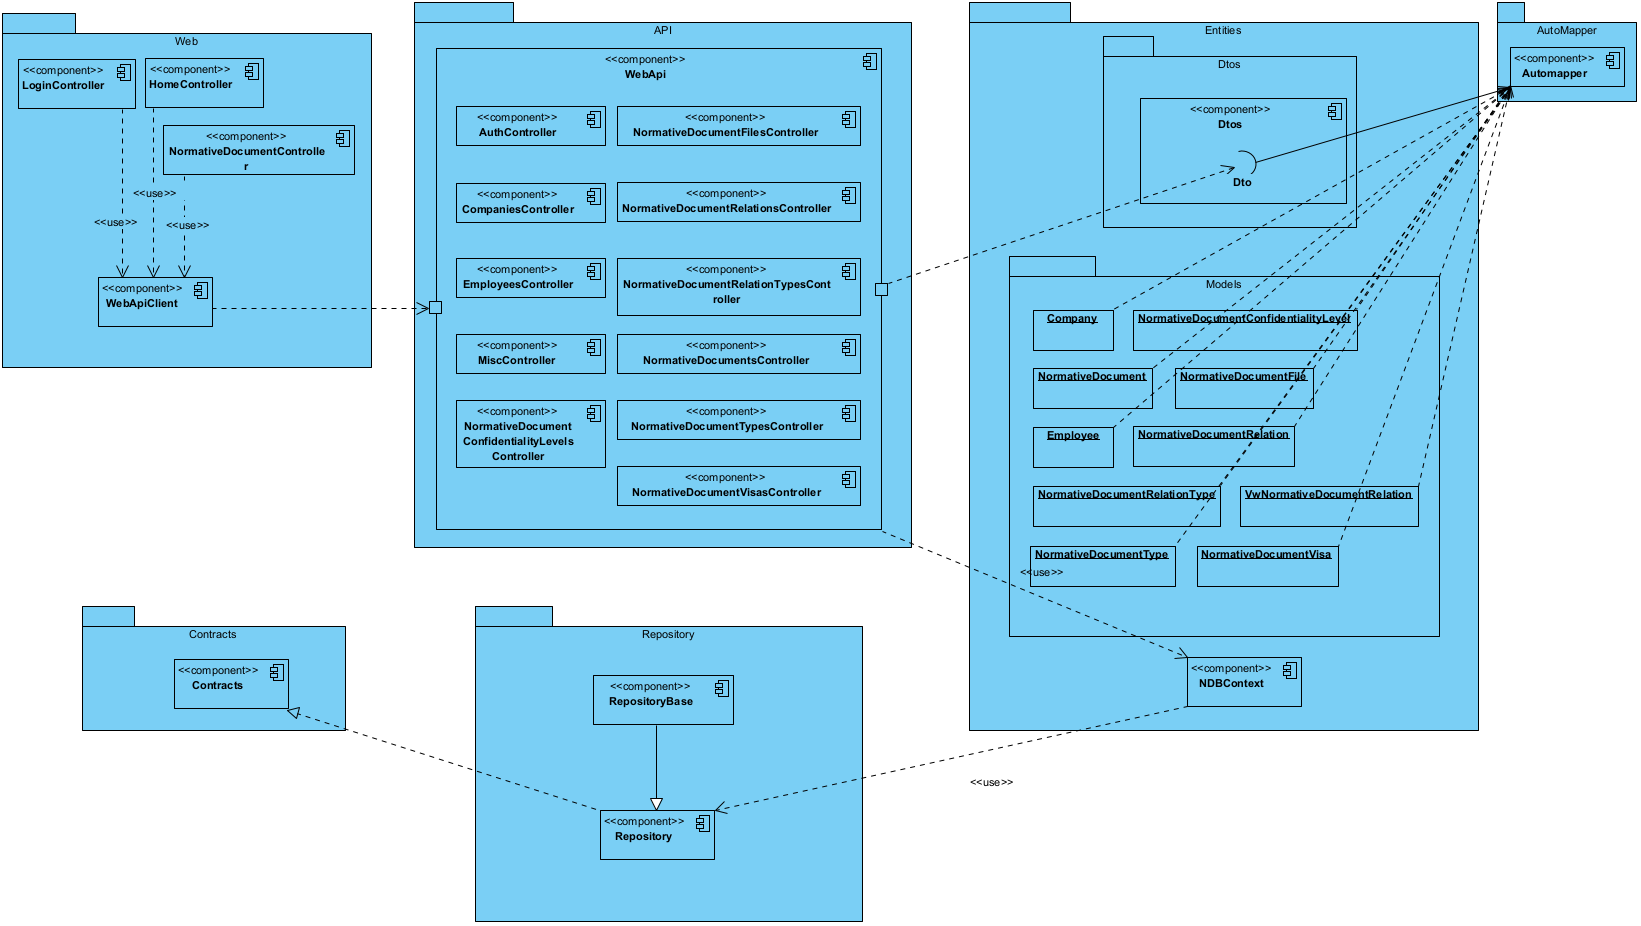 Web
<<component>>
LoginController
<<component>>
HomeController
<<component>>
NormativeDocumentControlle
r
<<use>>
<<use>>
<<use>>
<<component>>
WebApiClient
API
<<component>>
WebApi
<<component>>
AuthController
<<component>>
NormativeDocumentFilesController
<<component>>
CompaniesController
<<component>>
NormativeDocumentRelationsController
<<component>>
EmployeesController
<<component>>
NormativeDocumentRelationTypesCont
roller
<<component>>
MiscController
<<component>>
NormativeDocumentsController
<<component>>
NormativeDocument
ConfidentialityLevels
Controller
<<component>>
NormativeDocumentTypesController
<<component>>
NormativeDocumentVisasController
Entities
Dtos
<<component>>
Dtos
Dto
Models
Company
NormativeDocumentConfidentialityLevel
NormativeDocument
NormativeDocumentFile
Employee
NormativeDocumentRelation
NormativeDocumentRelationType
VwNormativeDocumentRelation
NormativeDocumentType
NormativeDocumentVisa
<<use>>
<<component>>
NDBContext
AutoMapper
<<component>>
Automapper
Contracts
<<component>>
Contracts
Repository
<<component>>
RepositoryBase
<<component>>
Repository
<<use>>